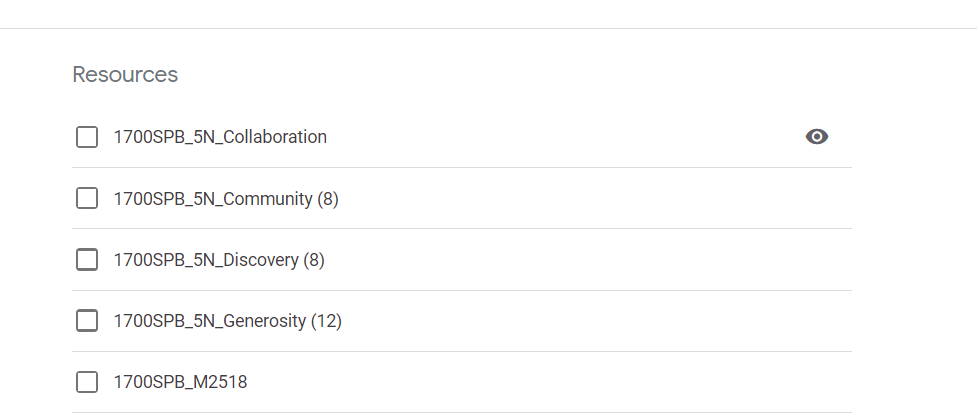 Resources
1700SPB_5N_Collaboration
1700SPB_5N_Community (8)
1700SPB_5N_Discovery (8)
1700SPB_5N_Generosity (12)
1700SPB_M2518